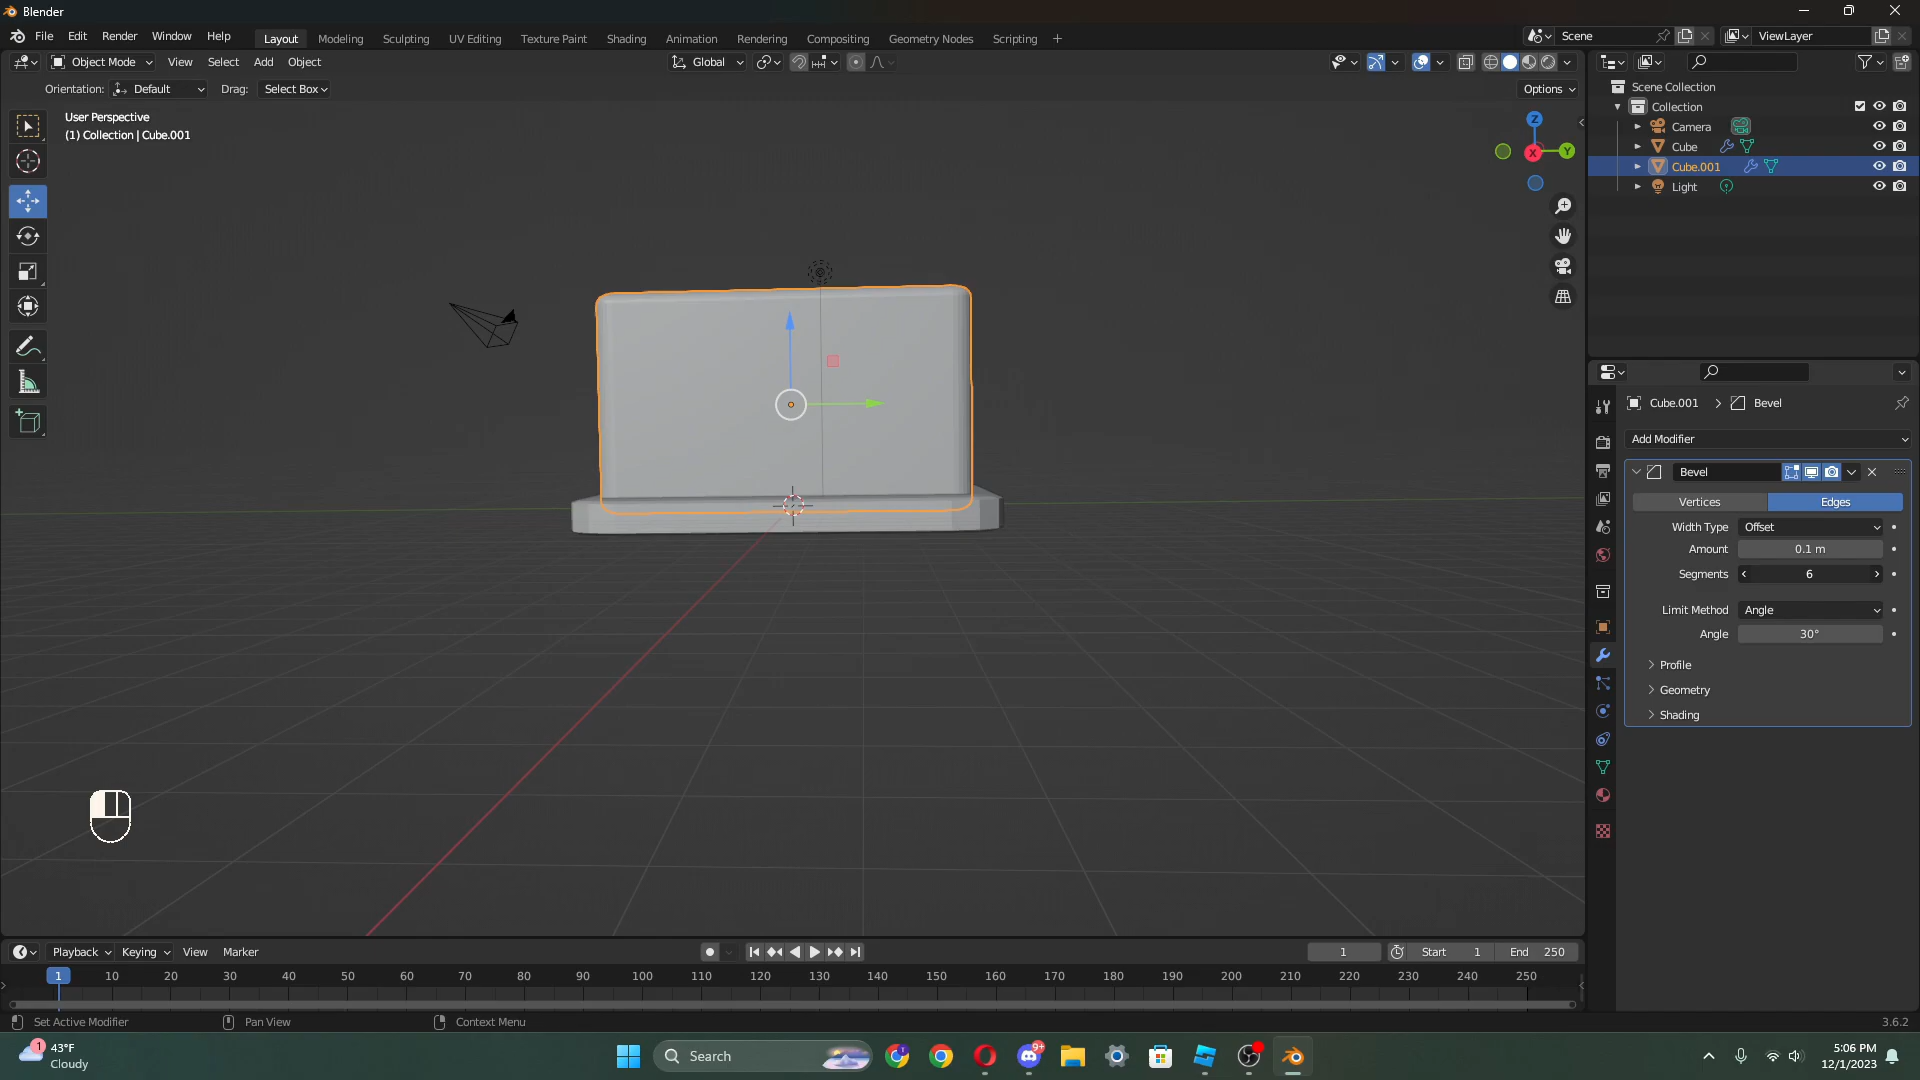 Blender
File Edit Render Window Help Layout Modeling Sculpting UV Editing Texture Paint Shading Animation Rendering Compositing Geometry Nodes Scripting + Scene ViewLayer
Object Mode View Select Add Object Global
Orientation: Default Drag: Select Box Options
User Perspective
(1) Collection | Cube.001
Z
Y
X
Scene Collection
Collection
Camera
Cube
Cube.001
Light
Cube.001 > Bevel
Add Modifier
Bevel
Vertices Edges
Width Type Offset
Amount 0.1 m
Segments 6
Limit Method Angle
Angle 30°
Profile
Geometry
Shading
Playback Keying View Marker 1 Start 1 End 250
1 10 20 30 40 50 60 70 80 90 100 110 120 130 140 150 160 170 180 190 200 210 220 230 240 250
Set Active Modifier Pan View Context Menu 3.6.2
1 43°F
Cloudy
Search
9+
5:06 PM
12/1/2023